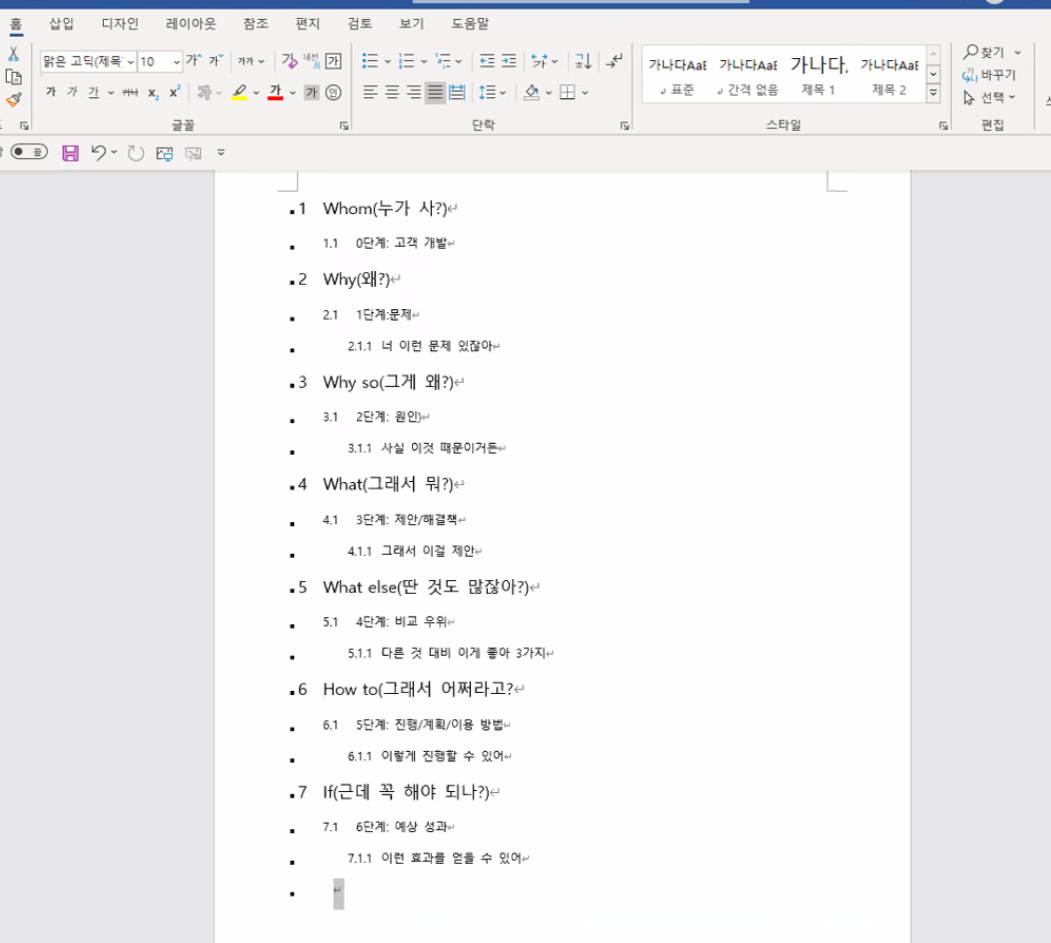 홈 삽입 디자인 레이아웃 참조 편지 검토 보기 도움말
맑은 고딕(제목 10
가나다AaB 가나다AaB 가나다, 가나다AaB
표준 간격 없음 제목 1 제목 2
찾기
바꾸기
선택
글꼴 단락 스타일 편집
끔
1 Whom(누가 사?)
1.1 0단계: 고객 개발
2 Why(왜?)
2.1 1단계:문제
2.1.1 너 이런 문제 있잖아
3 Why so(그게 왜?)
3.1 2단계: 원인)
3.1.1 사실 이것 때문이거든
4 What(그래서 뭐?)
4.1 3단계: 제안/해결책
4.1.1 그래서 이걸 제안
5 What else(딴 것도 많잖아?)
5.1 4단계: 비교 우위
5.1.1 다른 것 대비 이게 좋아 3가지
6 How to(그래서 어쩌라고?
6.1 5단계: 진행/계획/이용 방법
6.1.1 이렇게 진행할 수 있어
7 If(근데 꼭 해야 되나?)
7.1 6단계: 예상 성과
7.1.1 이런 효과를 얻을 수 있어